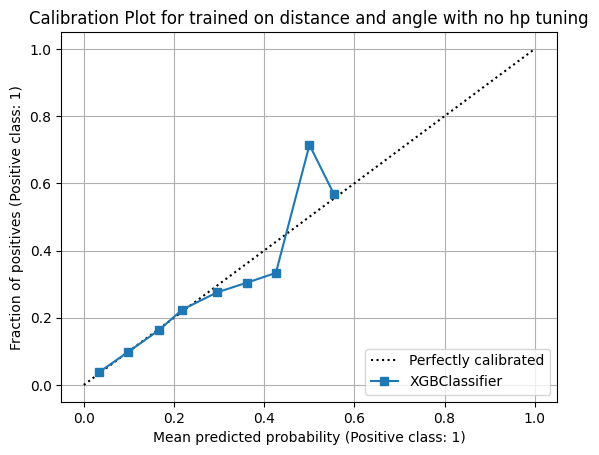 Calibration Plot for trained on distance and angle with no hp tuning
Fraction of positives (Positive class: 1)
1.0
0.8
0.6
0.4
0.2
0.0
Perfectly calibrated
XGBClassifier
0.0 0.2 0.4 0.6 0.8 1.0
Mean predicted probability (Positive class: 1)